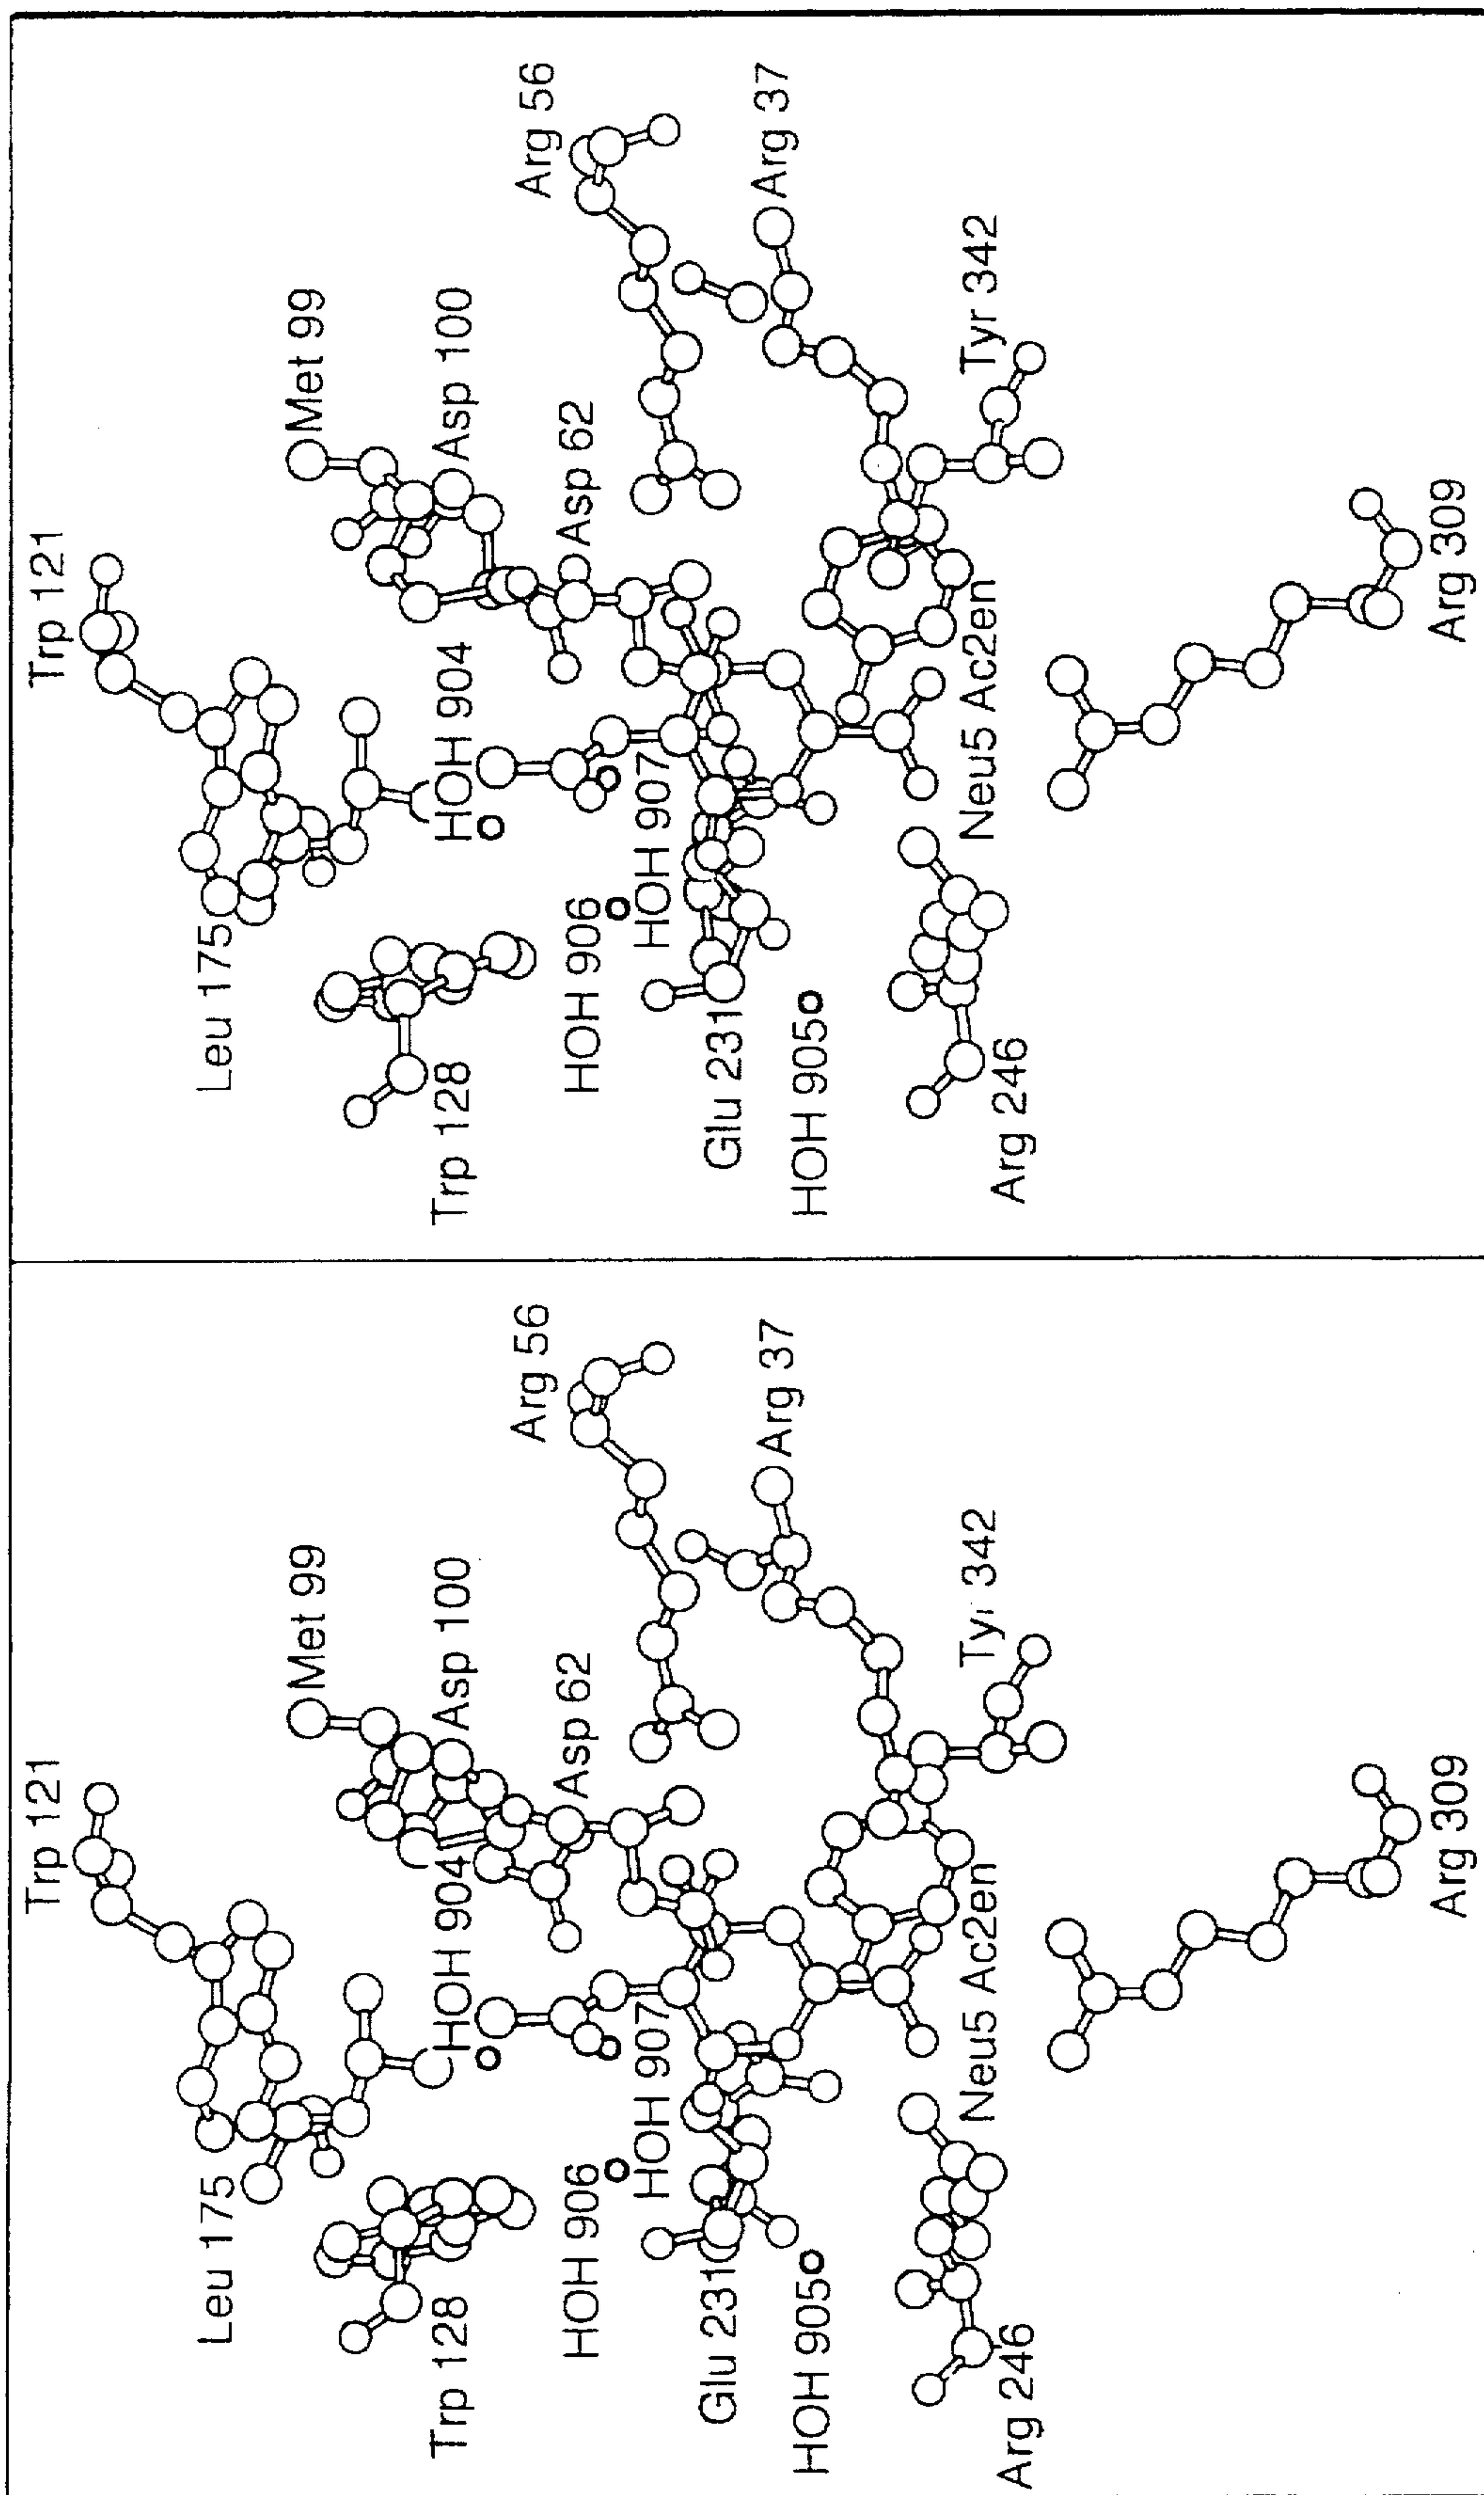 Trp 121
Leu 175
Met 99
Trp 128
HOH 904
Asp 100
Arg 56
HOH 906
Asp 62
HOH 907
Glu 231
Arg 37
HOH 905
Neu5 Ac2en
Tyr 342
Arg 246
Arg 309
Trp 121
Leu 175
Met 99
Trp 128
HOH 904
Asp 100
Arg 56
HOH 906
Asp 62
HOH 907
Glu 231
Arg 37
HOH 905
Neu5 Ac2en
Tyr 342
Arg 246
Arg 309